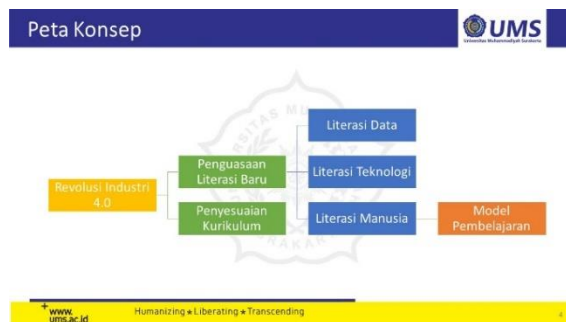 Peta Konsep
UMS
Universitas Muhammadiyah Surakarta
Literasi Data
Penguasaan
Literasi Baru
Literasi Teknologi
Revolusi Industri
4.0
Penyesuaian
Kurikulum
Literasi Manusia
Model
Pembelajaran
www.
ums.ac.id
Humanizing ★ Liberating ★ Transcending
4